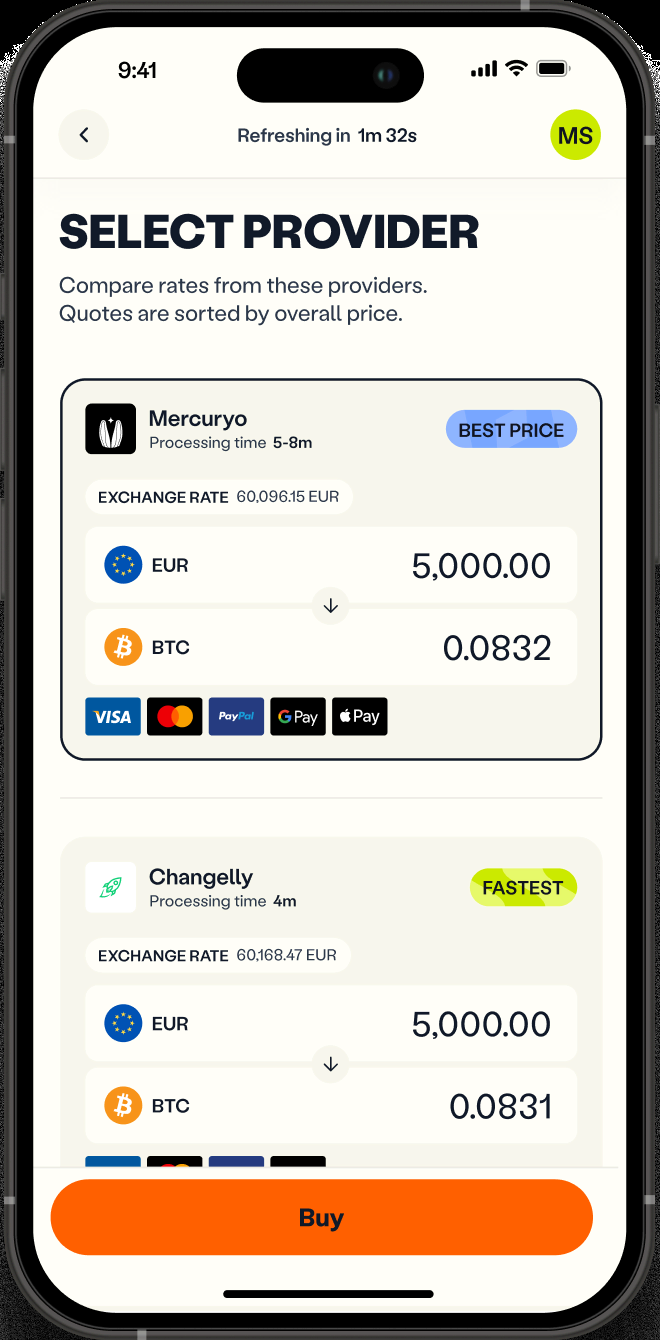 9:41
Refreshing in 1m 32s
MS
SELECT PROVIDER
Compare rates from these providers.
Quotes are sorted by overall price.
Mercuryo
Processing time 5-8m
BEST PRICE
EXCHANGE RATE 60,096.15 EUR
EUR 5,000.00
BTC 0.0832
VISA PayPal G Pay Pay
Changelly
Processing time 4m
FASTEST
EXCHANGE RATE 60,168.47 EUR
EUR 5,000.00
BTC 0.0831
Buy